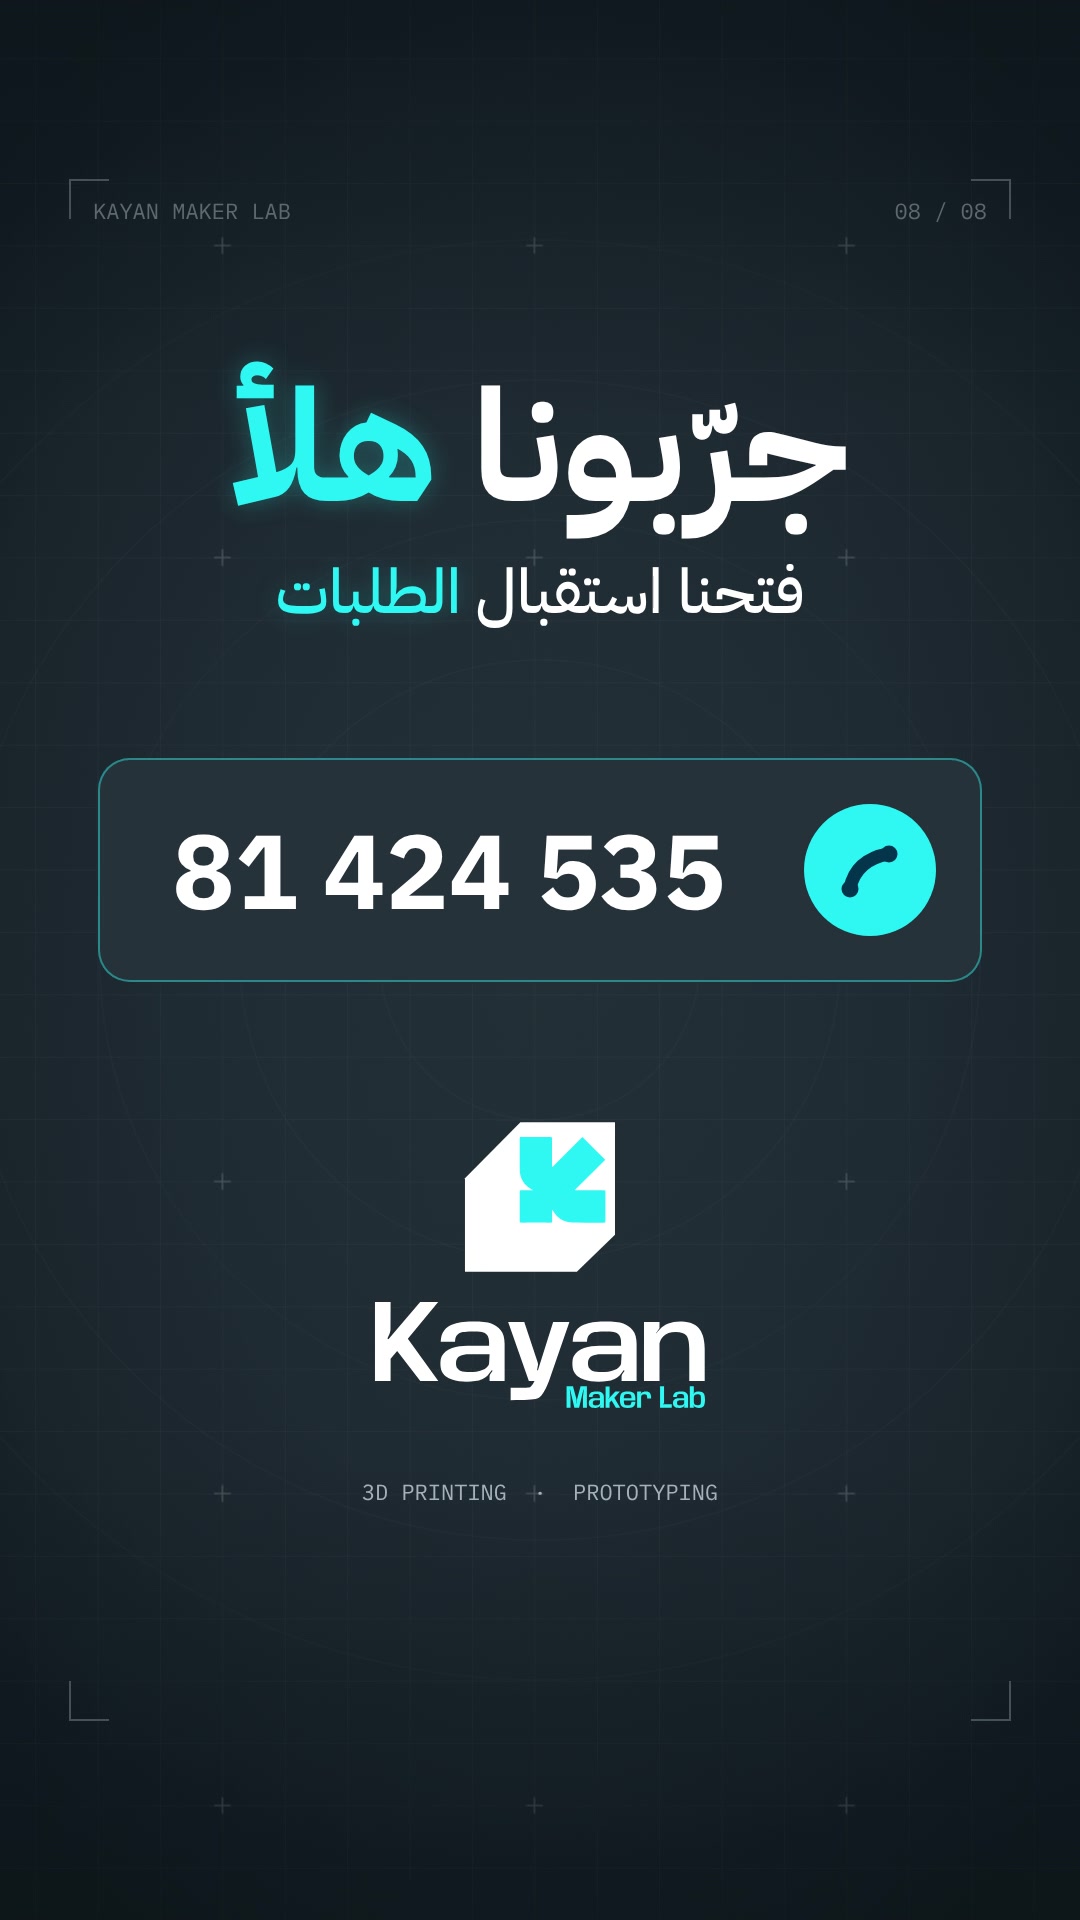 KAYAN MAKER LAB
08 / 08
جرّبونا هلأ
فتحنا استقبال الطلبات
81 424 535
Kayan
Maker Lab
3D PRINTING · PROTOTYPING